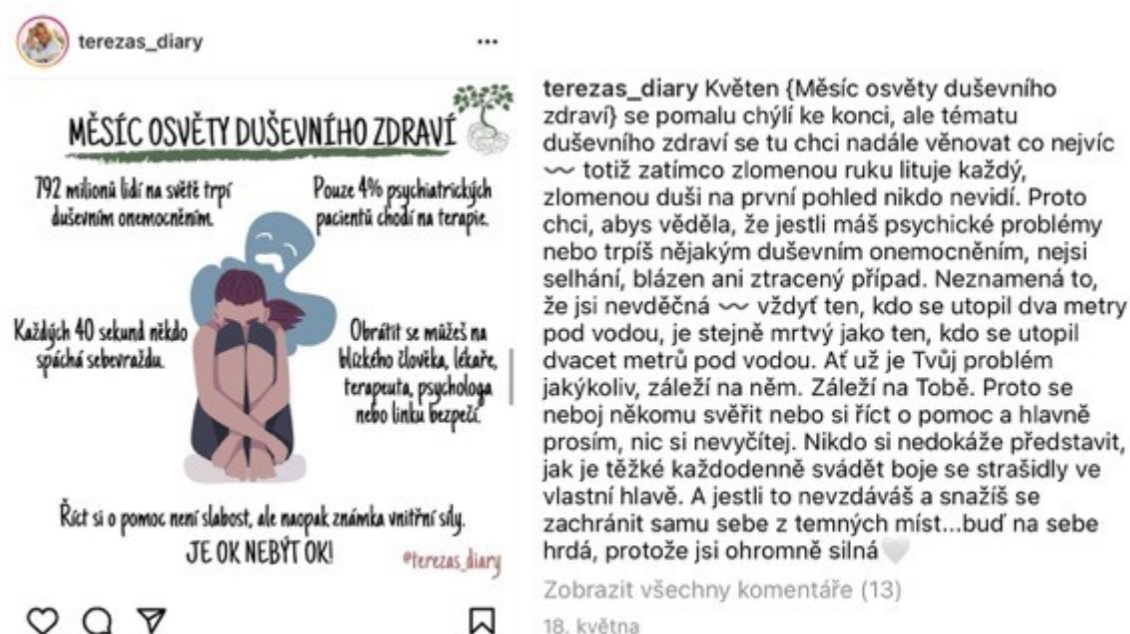 terezas_diary
MĚSÍC OSVĚTY DUŠEVNÍHO ZDRAVÍ
792 milionů lidí na světě trpí
duševním onemocněním.
Pouze 4% psychiatrických
pacientů chodí na terapie.
Každých 40 sekund někdo
spáchá sebevraždu.
Obrátit se můžeš na
blízkého člověka, lékaře,
terapeuta, psychologa
nebo linku bezpečí.
Říct si o pomoc není slabost, ale naopak známka vnitřní síly.
JE OK NEBÝT OK!
@terezas_diary
terezas_diary Květen {Měsíc osvěty duševního
zdraví} se pomalu chýlí ke konci, ale tématu
duševního zdraví se tu chci nadále věnovat co nejvíc
〰 totiž zatímco zlomenou ruku lituje každý,
zlomenou duši na první pohled nikdo nevidí. Proto
chci, abys věděla, že jestli máš psychické problémy
nebo trpíš nějakým duševním onemocněním, nejsi
selhání, blázen ani ztracený případ. Neznamená to,
že jsi nevděčná 〰 vždyť ten, kdo se utopil dva metry
pod vodou, je stejně mrtvý jako ten, kdo se utopil
dvacet metrů pod vodou. Ať už je Tvůj problém
jakýkoliv, záleží na něm. Záleží na Tobě. Proto se
neboj někomu svěřit nebo si říct o pomoc a hlavně
prosím, nic si nevyčítej. Nikdo si nedokáže představit,
jak je těžké každodenně svádět boje se strašidly ve
vlastní hlavě. A jestli to nevzdáváš a snažíš se
zachránit samu sebe z temných míst...buď na sebe
hrdá, protože jsi ohromně silná🤍
Zobrazit všechny komentáře (13)
18. května